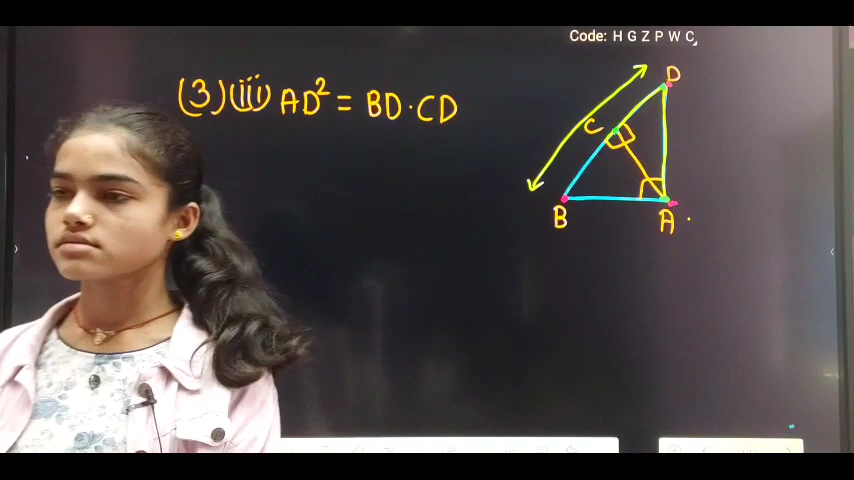 Code: H G Z P W C
(3)(iii) AD² = BD·CD
D
C
B
A